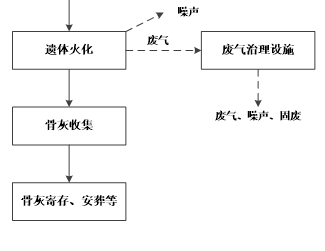 噪声
遗体火化
废气
废气治理设施
骨灰收集
废气、噪声、固废
骨灰寄存、安葬等